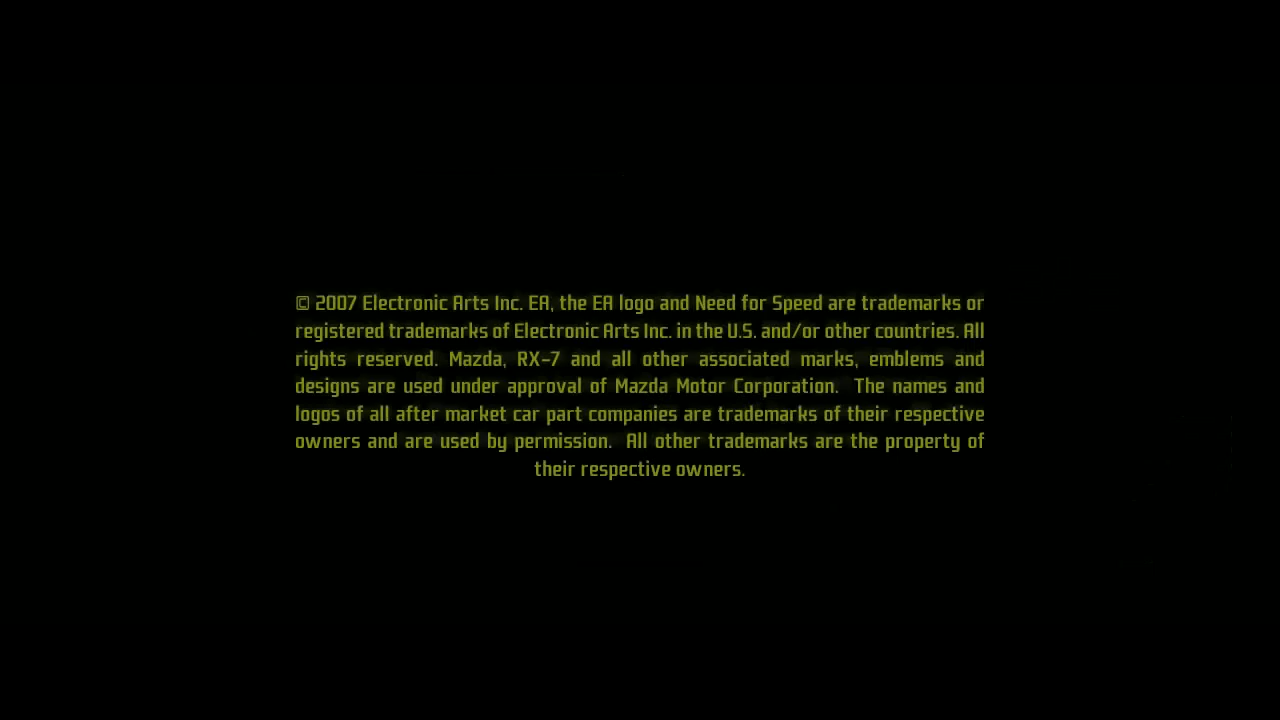 © 2007 Electronic Arts Inc. EA, the EA logo and Need for Speed are trademarks or
registered trademarks of Electronic Arts Inc. in the U.S. and/or other countries. All
rights reserved. Mazda, RX-7 and all other associated marks, emblems and
designs are used under approval of Mazda Motor Corporation. The names and
logos of all after market car part companies are trademarks of their respective
owners and are used by permission. All other trademarks are the property of
their respective owners.